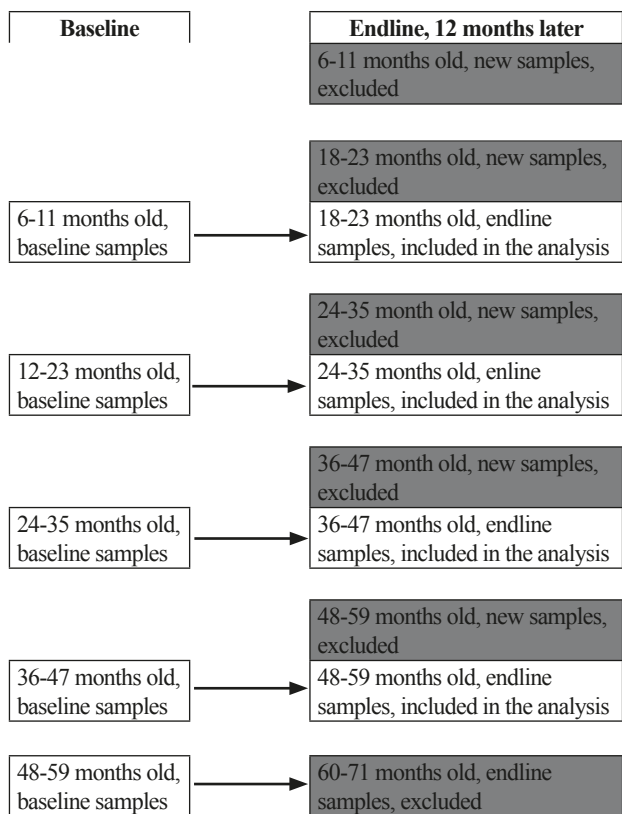 Baseline
Endline, 12 months later
6-11 months old, new samples,
excluded
18-23 months old, new samples,
excluded
6-11 months old,
baseline samples
18-23 months old, endline
samples, included in the analysis
24-35 month old, new samples,
excluded
12-23 months old,
baseline samples
24-35 months old, enline
samples, included in the analysis
36-47 month old, new samples,
excluded
24-35 months old,
baseline samples
36-47 months old, endline
samples, included in the analysis
48-59 months old, new samples,
excluded
36-47 months old,
baseline samples
48-59 months old, endline
samples, included in the analysis
48-59 months old,
baseline samples
60-71 months old, endline
samples, excluded